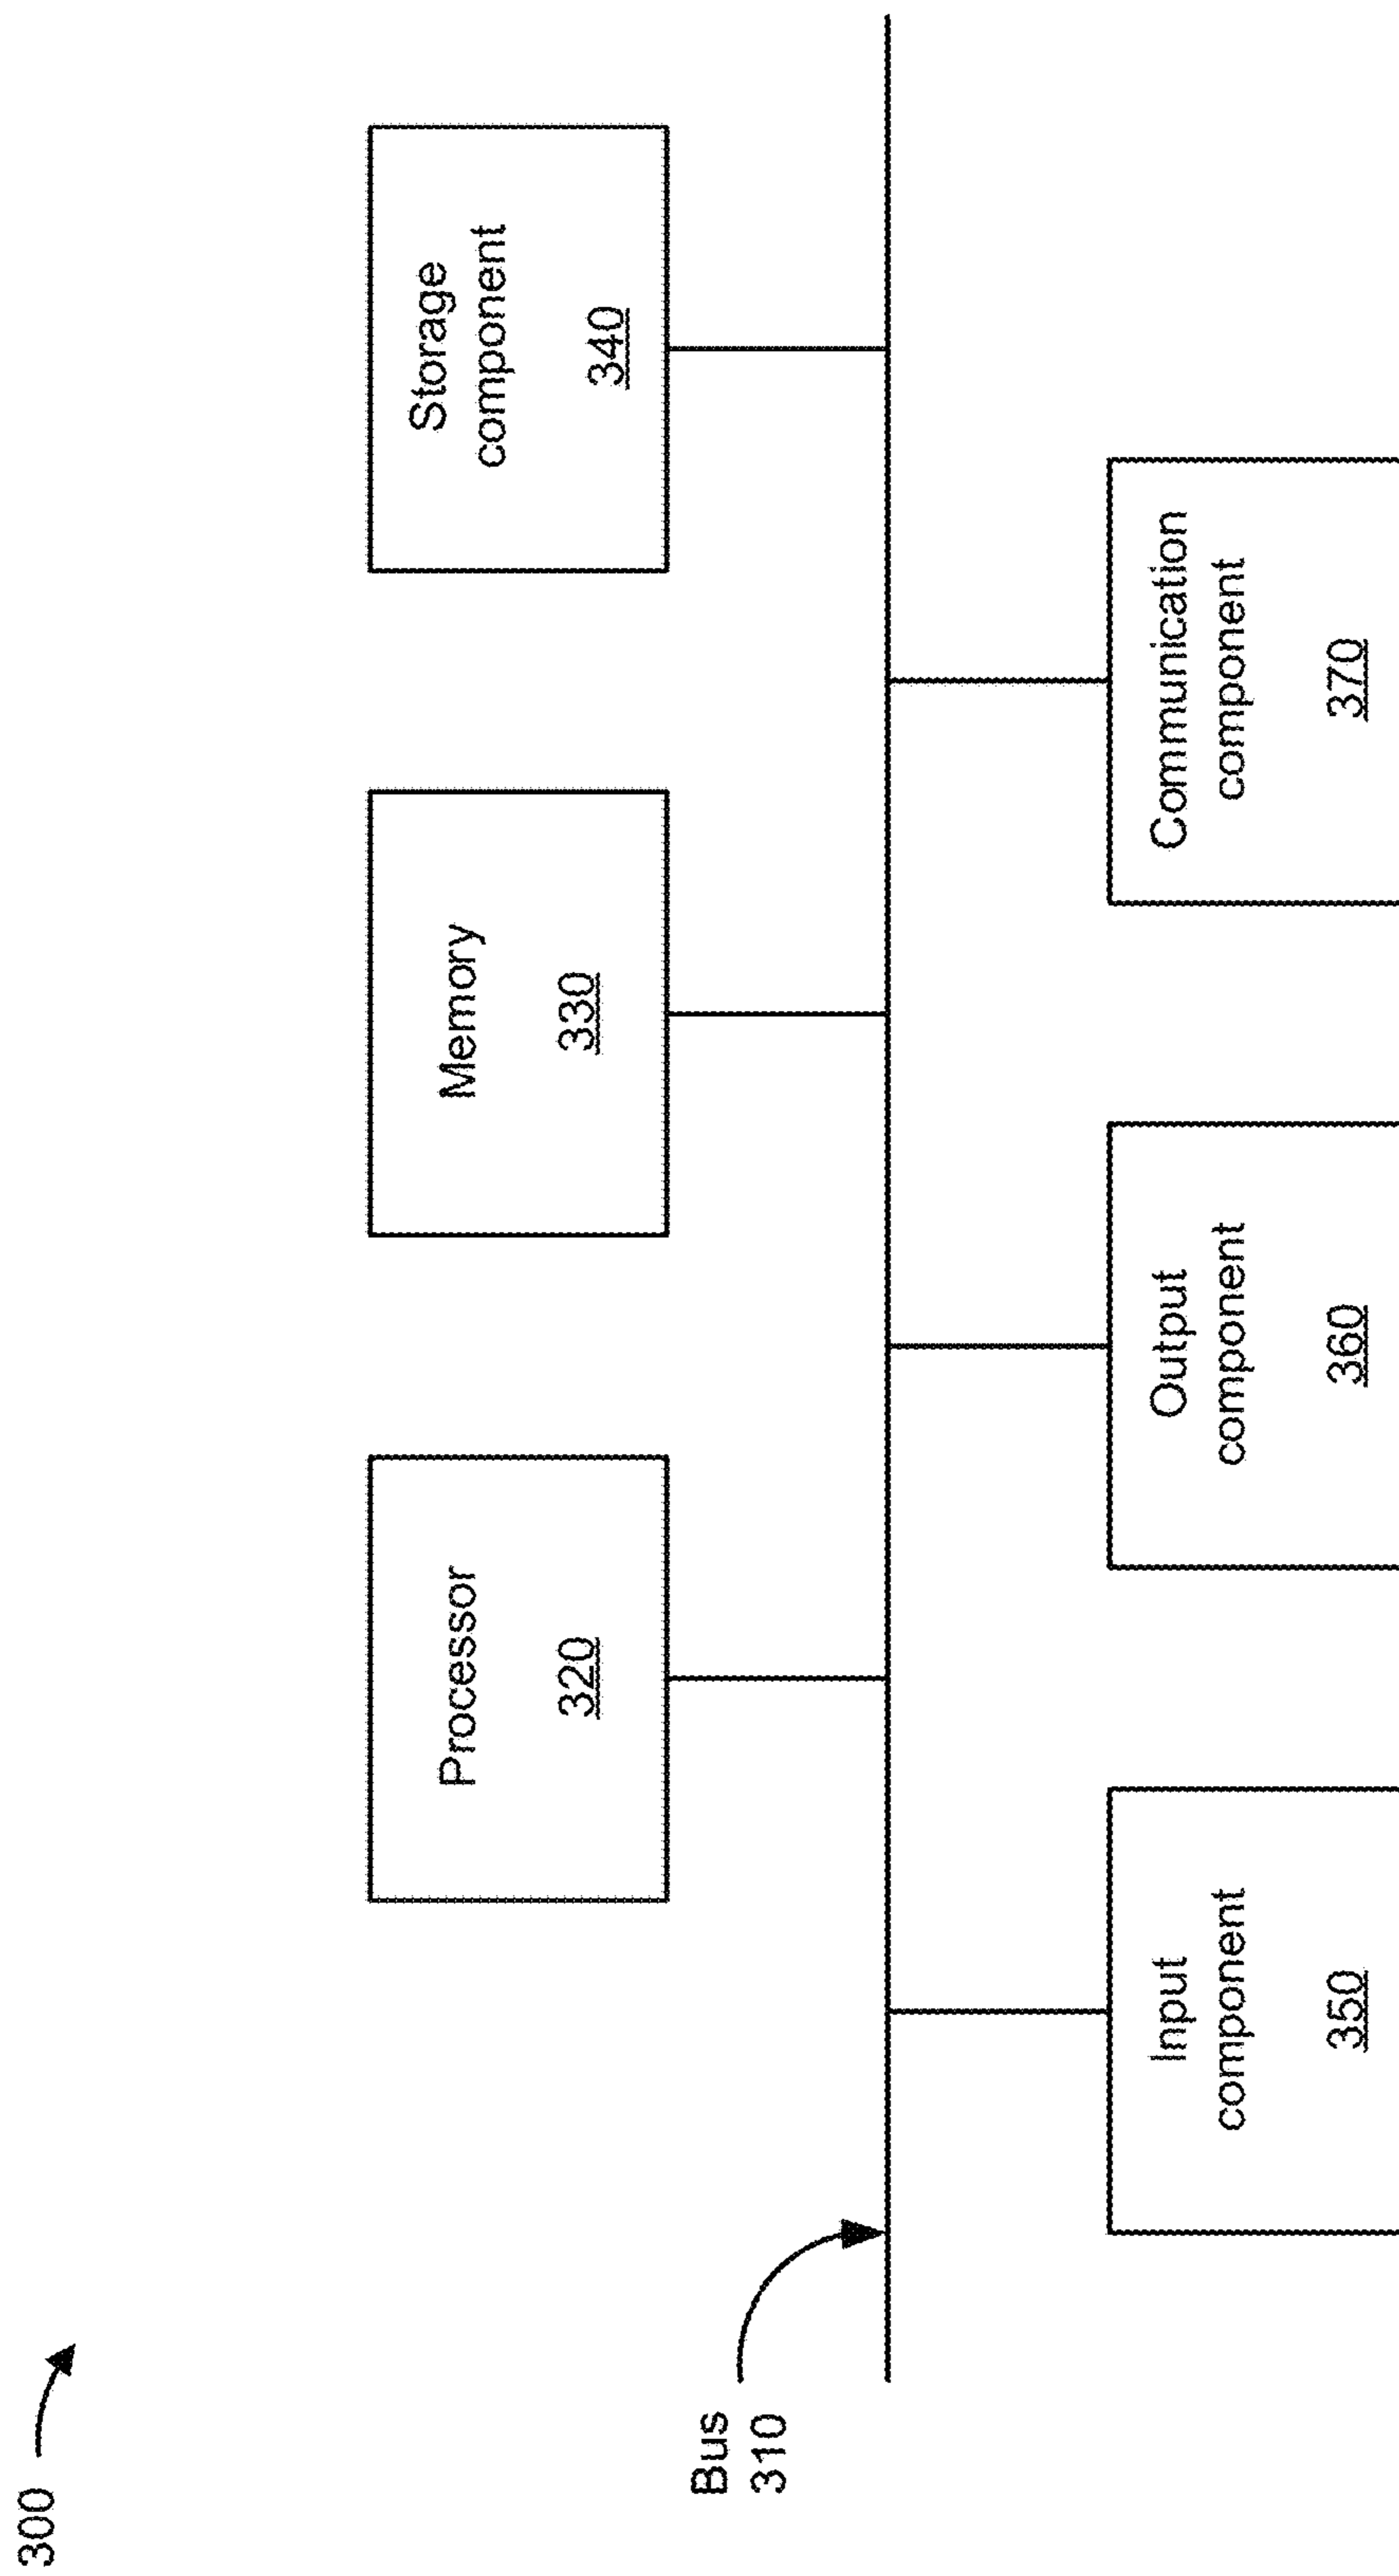 300
Processor
320
Memory
330
Storage
component
340
Bus
310
Input
component
350
Output
component
360
Communication
component
370